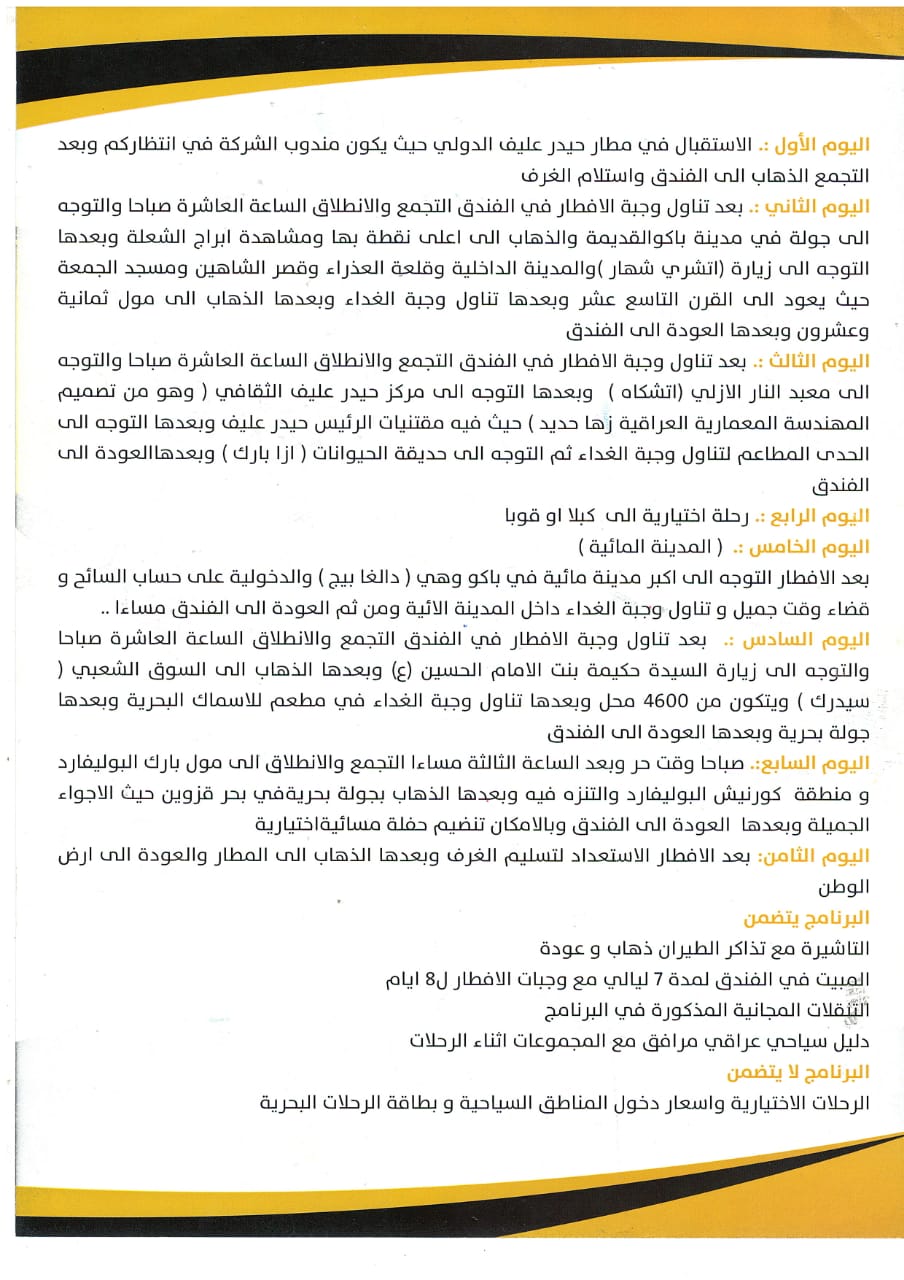 اليوم الأول :. الاستقبال في مطار حيدر عليف الدولي حيث يكون مندوب الشركة في انتظاركم وبعد
التجمع الذهاب الى الفندق واستلام الغرف
اليوم الثاني :. بعد تناول وجبة الافطار في الفندق التجمع والانطلاق الساعة العاشرة صباحا والتوجه
الى جولة في مدينة باكوالقديمة والذهاب الى اعلى نقطة بها ومشاهدة ابراج الشعلة وبعدها
التوجه الى زيارة (اتشري شهار )والمدينة الداخلية وقلعة العذراء وقصر الشاهين ومسجد الجمعة
حيث يعود الى القرن التاسع عشر وبعدها تناول وجبة الغداء وبعدها الذهاب الى مول ثمانية
وعشرون وبعدها العودة الى الفندق
اليوم الثالث :. بعد تناول وجبة الافطار في الفندق التجمع والانطلاق الساعة العاشرة صباحا والتوجه
الى معبد النار الازلي (اتشكاه ) وبعدها التوجه الى مركز حيدر عليف الثقافي ( وهو من تصميم
المهندسة المعمارية العراقية زها حديد ) حيث فيه مقتنيات الرئيس حيدر عليف وبعدها التوجه الى
الحدى المطاعم لتناول وجبة الغداء ثم التوجه الى حديقة الحيوانات ( ازا بارك ) وبعدهاالعودة الى
الفندق
اليوم الرابع :. رحلة اختيارية الى كبلا او قوبا
اليوم الخامس :. ( المدينة المائية )
بعد الافطار التوجه الى اكبر مدينة مائية في باكو وهي ( دالغا بيج ) والدخولية على حساب السائح و
قضاء وقت جميل و تناول وجبة الغداء داخل المدينة الائية ومن ثم العودة الى الفندق مساءا ..
اليوم السادس :. بعد تناول وجبة الافطار في الفندق التجمع والانطلاق الساعة العاشرة صباحا
والتوجه الى زيارة السيدة حكيمة بنت الامام الحسين (ع) وبعدها الذهاب الى السوق الشعبي (
سيدرك ) ويتكون من 4600 محل وبعدها تناول وجبة الغداء في مطعم للاسماك البحرية وبعدها
جولة بحرية وبعدها العودة الى الفندق
اليوم السابع:. صباحا وقت حر وبعد الساعة الثالثة مساءا التجمع والانطلاق الى مول بارك البوليفارد
و منطقة كورنيش البوليفارد والتنزه فيه وبعدها الذهاب بجولة بحريةفي بحر قزوين حيث الاجواء
الجميلة وبعدها العودة الى الفندق وبالامكان تنضيم حفلة مسائيةاختيارية
اليوم الثامن: بعد الافطار الاستعداد لتسليم الغرف وبعدها الذهاب الى المطار والعودة الى ارض
الوطن
البرنامج يتضمن
التاشيرة مع تذاكر الطيران ذهاب و عودة
المبيت في الفندق لمدة 7 ليالي مع وجبات الافطار ل8 ايام
التنقلات المجانية المذكورة في البرنامج
دليل سياحي عراقي مرافق مع المجموعات اثناء الرحلات
البرنامج لا يتضمن
الرحلات الاختيارية واسعار دخول المناطق السياحية و بطاقة الرحلات البحرية